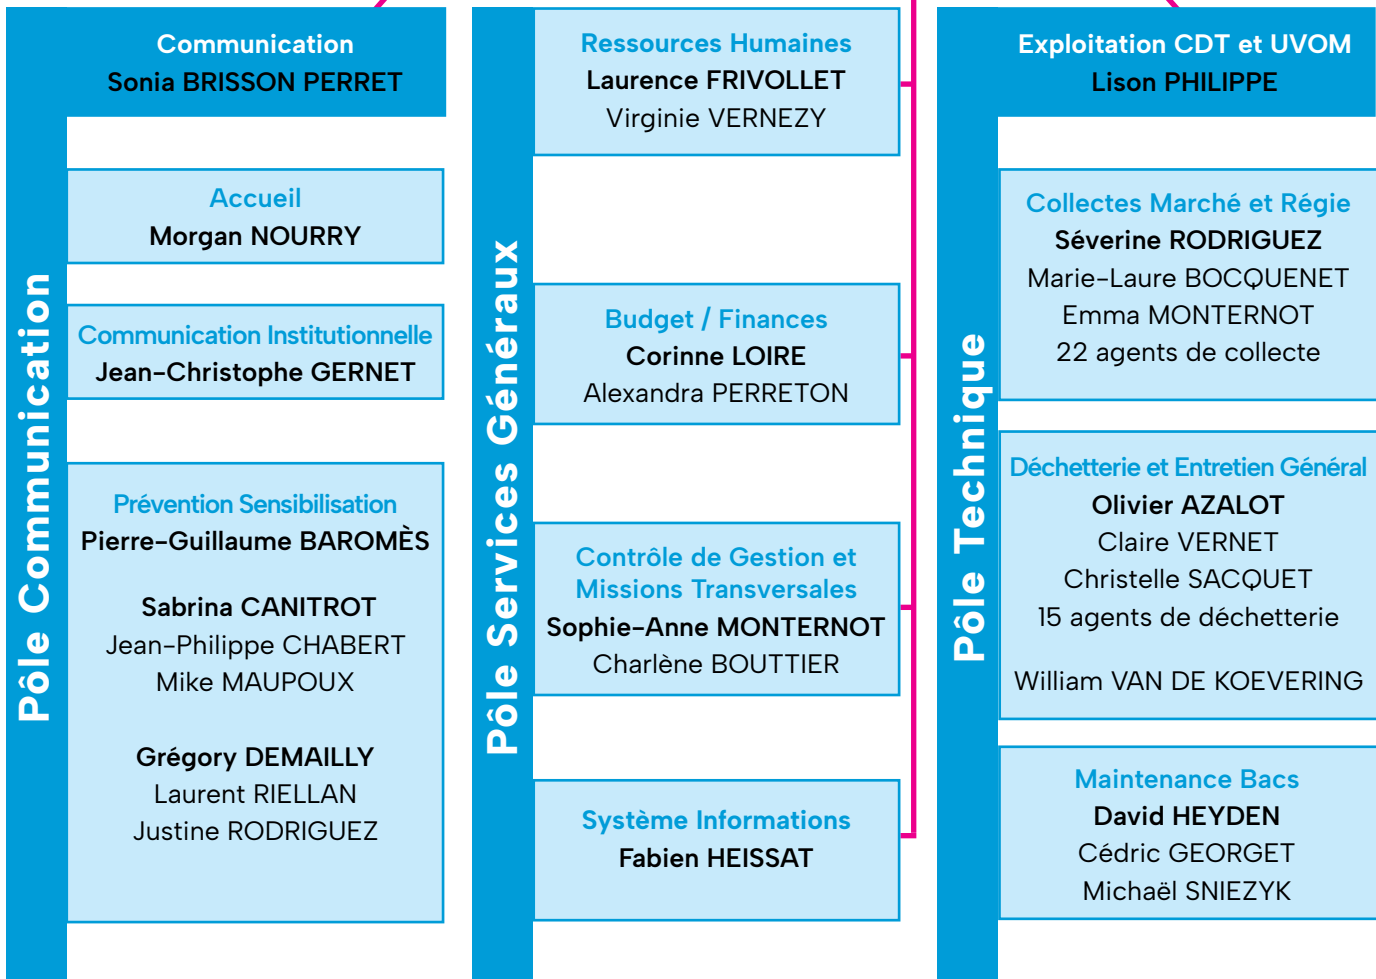 Pôle Communication
Communication
Sonia BRISSON PERRET
Accueil
Morgan NOURRY
Communication Institutionnelle
Jean-Christophe GERNET
Prévention Sensibilisation
Pierre-Guillaume BAROMÈS
Sabrina CANITROT
Jean-Philippe CHABERT
Mike MAUPOUX
Grégory DEMAILLY
Laurent RIELLAN
Justine RODRIGUEZ
Pôle Services Généraux
Ressources Humaines
Laurence FRIVOLLET
Virginie VERNEZY
Budget / Finances
Corinne LOIRE
Alexandra PERRETON
Contrôle de Gestion et
Missions Transversales
Sophie-Anne MONTERNOT
Charlène BOUTTIER
Système Informations
Fabien HEISSAT
Pôle Technique
Exploitation CDT et UVOM
Lison PHILIPPE
Collectes Marché et Régie
Séverine RODRIGUEZ
Marie-Laure BOCQUENET
Emma MONTERNOT
22 agents de collecte
Déchetterie et Entretien Général
Olivier AZALOT
Claire VERNET
Christelle SACQUET
15 agents de déchetterie
William VAN DE KOEVERING
Maintenance Bacs
David HEYDEN
Cédric GEORGET
Michaël SNIEZYK